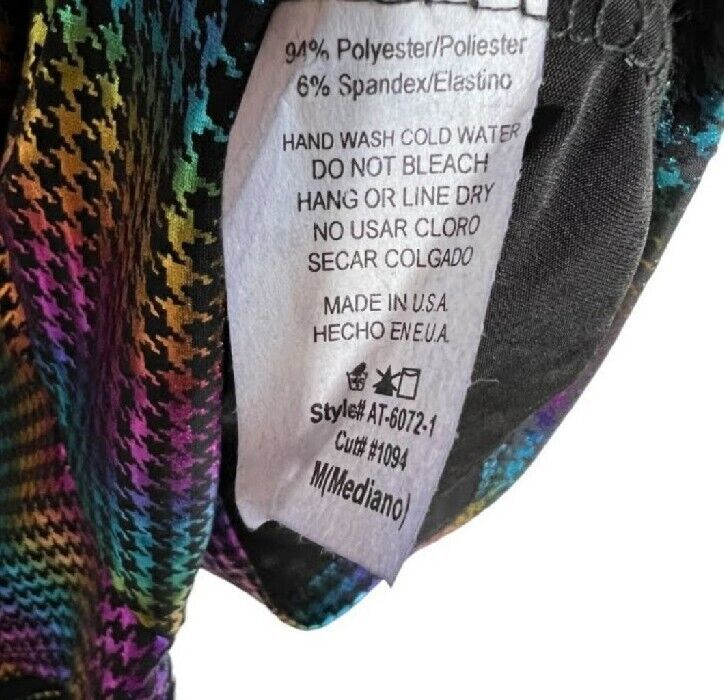 94% Polyester/Poliester
6% Spandex/Elastino
HAND WASH COLD WATER
DO NOT BLEACH
HANG OR LINE DRY
NO USAR CLORO
SECAR COLGADO
MADE IN U.S.A.
HECHO EN E.U.A.
Style# AT-6072-1
Cut# #1094
M(Mediano)